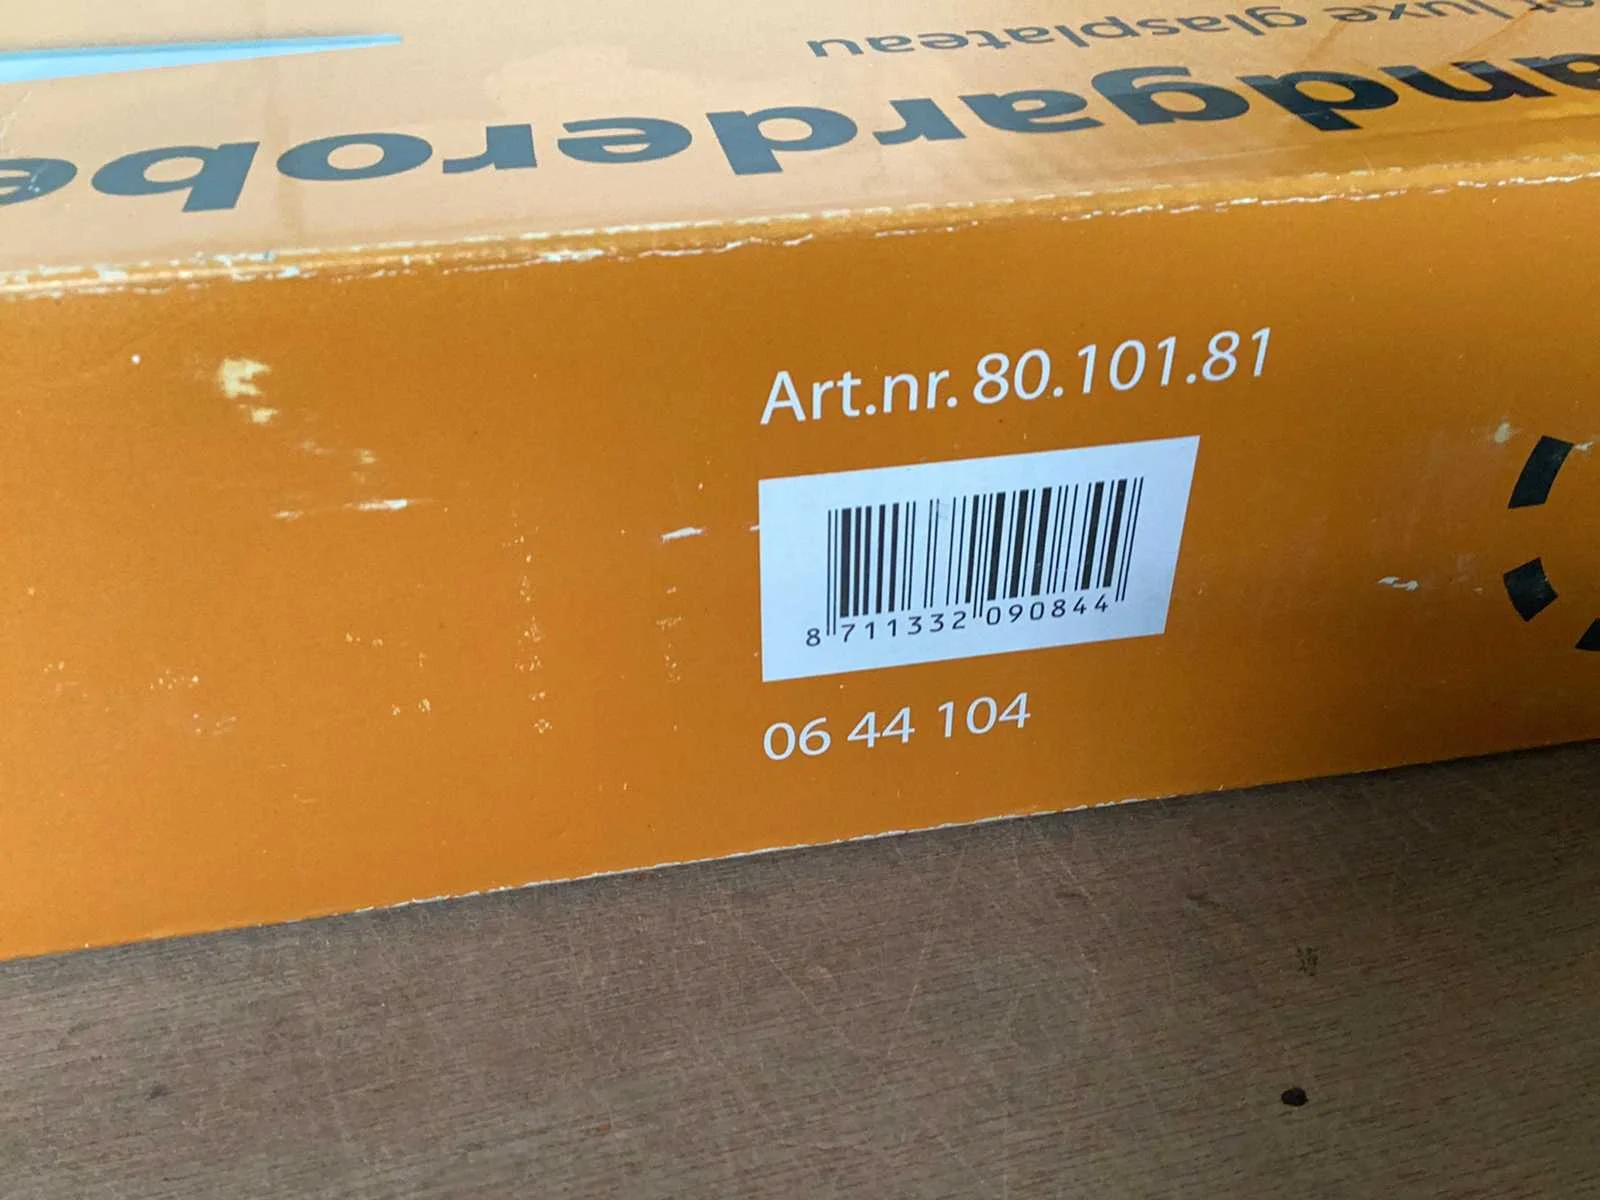 et luxe glasplateau
andgarderobe
Art.nr. 80.101.81
8 711332 090844
06 44 104